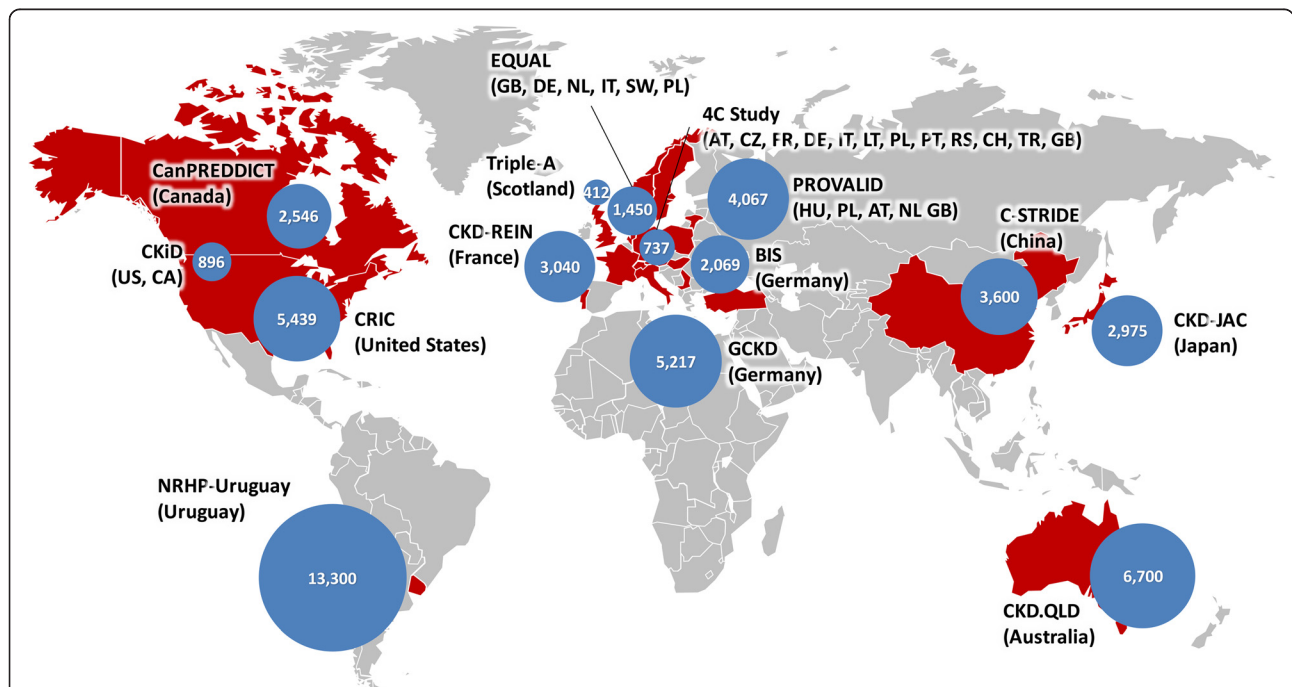 EQUAL
(GB, DE, NL, IT, SW, PL)
4C Study
(AT, CZ, FR, DE, IT, LT, PL, PT, RS, CH, TR, GB)
CanPREDDICT
(Canada)
2,546
Triple-A
(Scotland)
412
1,450
4,067
PROVALID
(HU, PL, AT, NL GB)
C-STRIDE
(China)
CKiD
(US, CA)
896
CKD-REIN
(France)
3,040
737
2,069
BIS
(Germany)
3,600
5,439
CRIC
(United States)
5,217
GCKD
(Germany)
2,975
CKD-JAC
(Japan)
NRHP-Uruguay
(Uruguay)
13,300
6,700
CKD.QLD
(Australia)